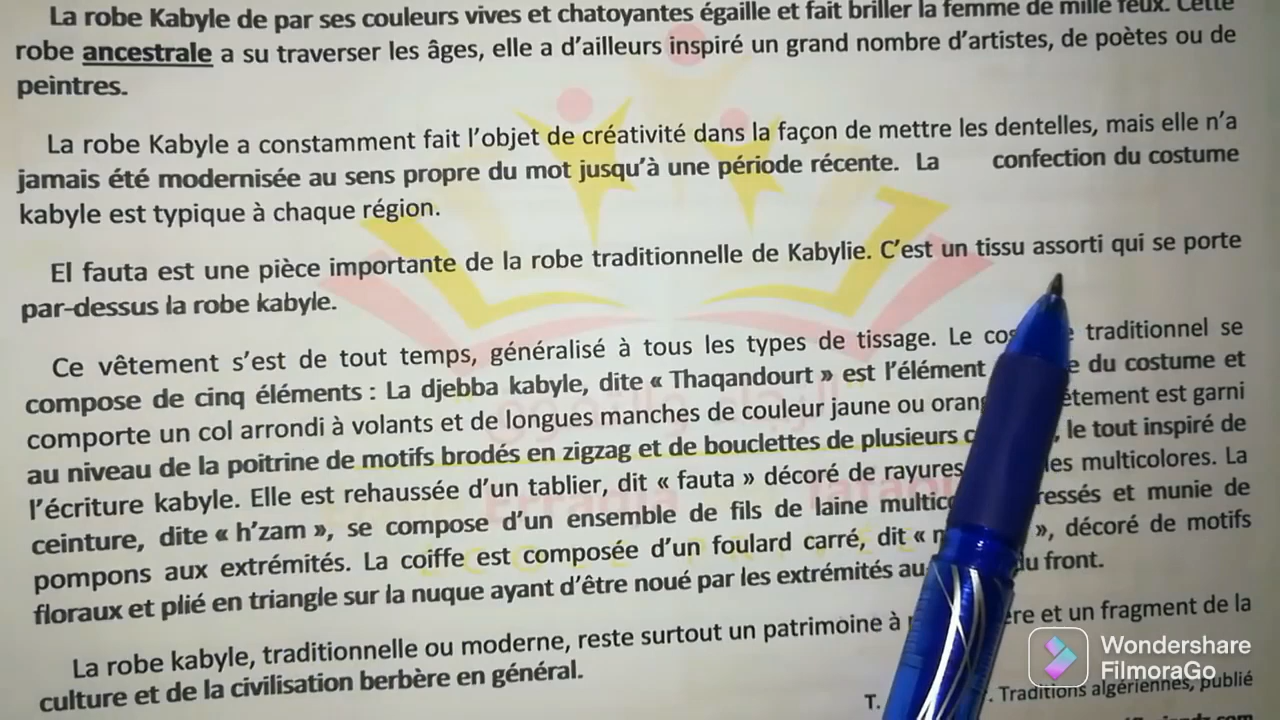 La robe Kabyle de par ses couleurs vives et chatoyantes égaille et fait briller la femme de mille feux. Cette
robe ancestrale a su traverser les âges, elle a d'ailleurs inspiré un grand nombre d'artistes, de poètes ou de
peintres.
La robe Kabyle a constamment fait l'objet de créativité dans la façon de mettre les dentelles, mais elle n'a
jamais été modernisée au sens propre du mot jusqu'à une période récente. La confection du costume
kabyle est typique à chaque région.
El fauta est une pièce importante de la robe traditionnelle de Kabylie. C'est un tissu assorti qui se porte
par-dessus la robe kabyle.
Ce vêtement s'est de tout temps, généralisé à tous les types de tissage. Le traditionnel se
compose de cinq éléments : La djebba kabyle, dite « Thaqandourt » est l'élément du costume et
comporte un col arrondi à volants et de longues manches de couleur jaune ou est garni
au niveau de la poitrine de motifs brodés en zigzag et de bouclettes de plusieurs , le tout inspiré de
l'écriture kabyle. Elle est rehaussée d'un tablier, dit « fauta » décoré de rayures multicolores. La
ceinture, dite « h'zam », se compose d'un ensemble de fils de laine et munie de
pompons aux extrémités. La coiffe est composée d'un foulard carré, dit « », décoré de motifs
floraux et plié en triangle sur la nuque ayant d'être noué par les extrémités au du front.
La robe kabyle, traditionnelle ou moderne, reste surtout un patrimoine à et un fragment de la
culture et de la civilisation berbère en général.
T. . Traditions algériennes, publié
Wondershare
FilmoraGo